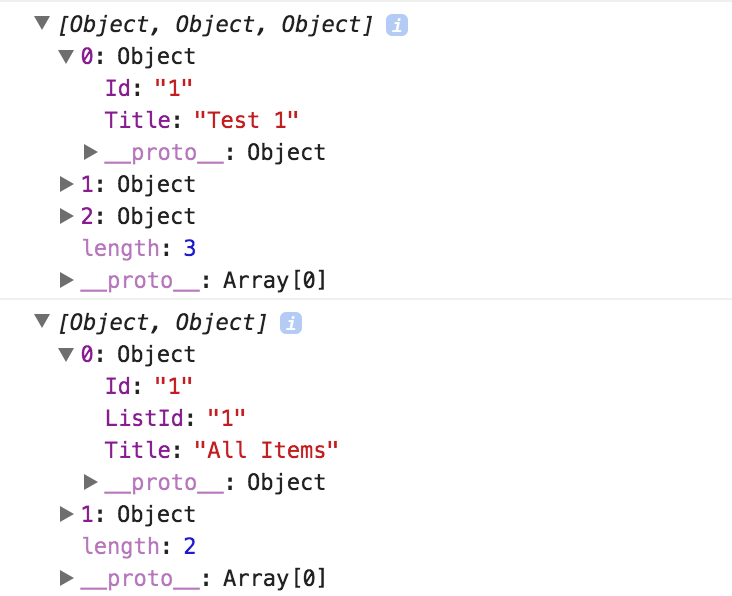 ▼ [Object, Object, Object] i
▼ 0: Object
Id: "1"
Title: "Test 1"
▶ __proto__: Object
▶ 1: Object
▶ 2: Object
length: 3
▶ __proto__: Array[0]
▼ [Object, Object] i
▼ 0: Object
Id: "1"
ListId: "1"
Title: "All Items"
▶ __proto__: Object
▶ 1: Object
length: 2
▶ __proto__: Array[0]